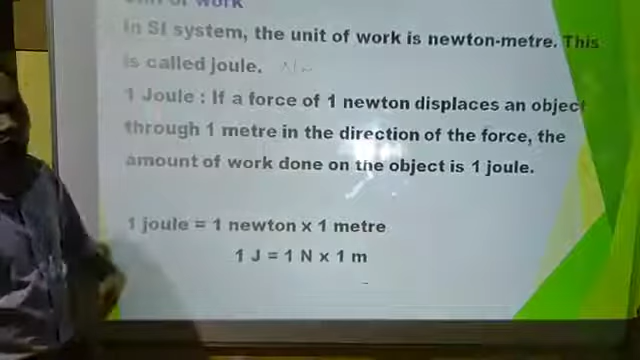 of work
In SI system, the unit of work is newton-metre. This
is called joule.
1 Joule : If a force of 1 newton displaces an object
through 1 metre in the direction of the force, the
amount of work done on the object is 1 joule.
1 joule = 1 newton x 1 metre
1 J = 1 N x 1 m